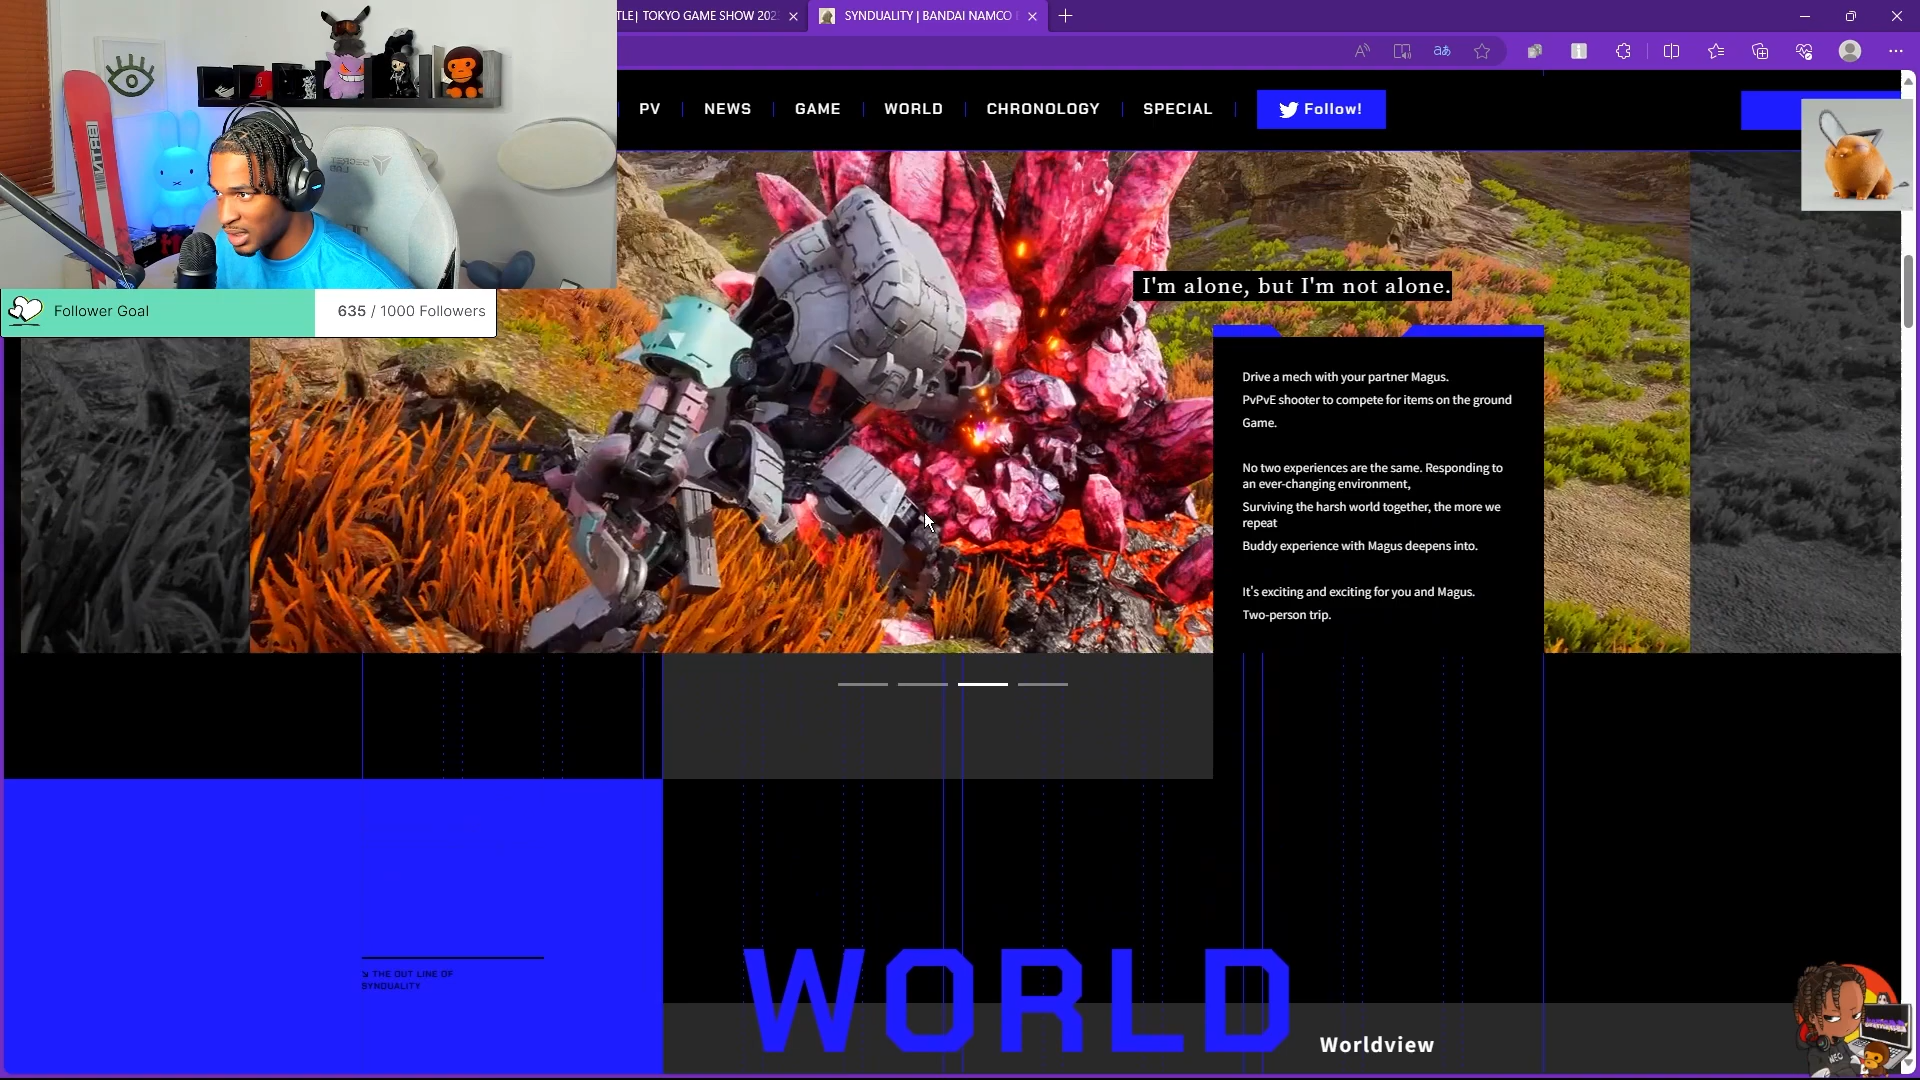 TLE| TOKYO GAME SHOW 202
SYNDUALITY | BANDAI NAMCO
PV
NEWS
GAME
WORLD
CHRONOLOGY
SPECIAL
Follow!
Follower Goal
635 / 1000 Followers
I'm alone, but I'm not alone.
Drive a mech with your partner Magus.
PvPvE shooter to compete for items on the ground
Game.
No two experiences are the same. Responding to
an ever-changing environment,
Surviving the harsh world together, the more we
repeat
Buddy experience with Magus deepens into.
It's exciting and exciting for you and Magus.
Two-person trip.
↘ THE OUT LINE OF
SYNDUALITY
WORLD
Worldview